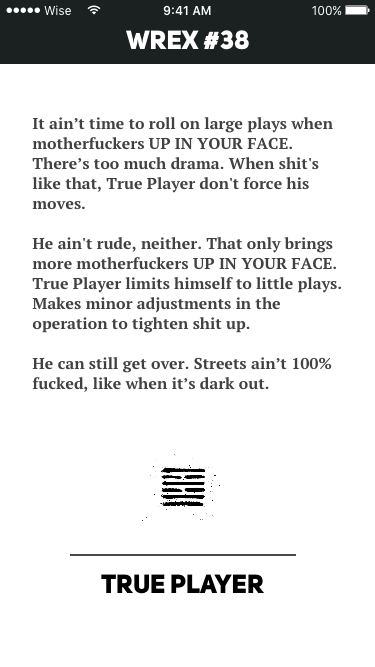 Wise 9:41 AM 100%
WREX #38
It ain’t time to roll on large plays when
motherfuckers UP IN YOUR FACE.
There’s too much drama. When shit's
like that, True Player don't force his
moves.
He ain't rude, neither. That only brings
more motherfuckers UP IN YOUR FACE.
True Player limits himself to little plays.
Makes minor adjustments in the
operation to tighten shit up.
He can still get over. Streets ain’t 100%
fucked, like when it’s dark out.
TRUE PLAYER